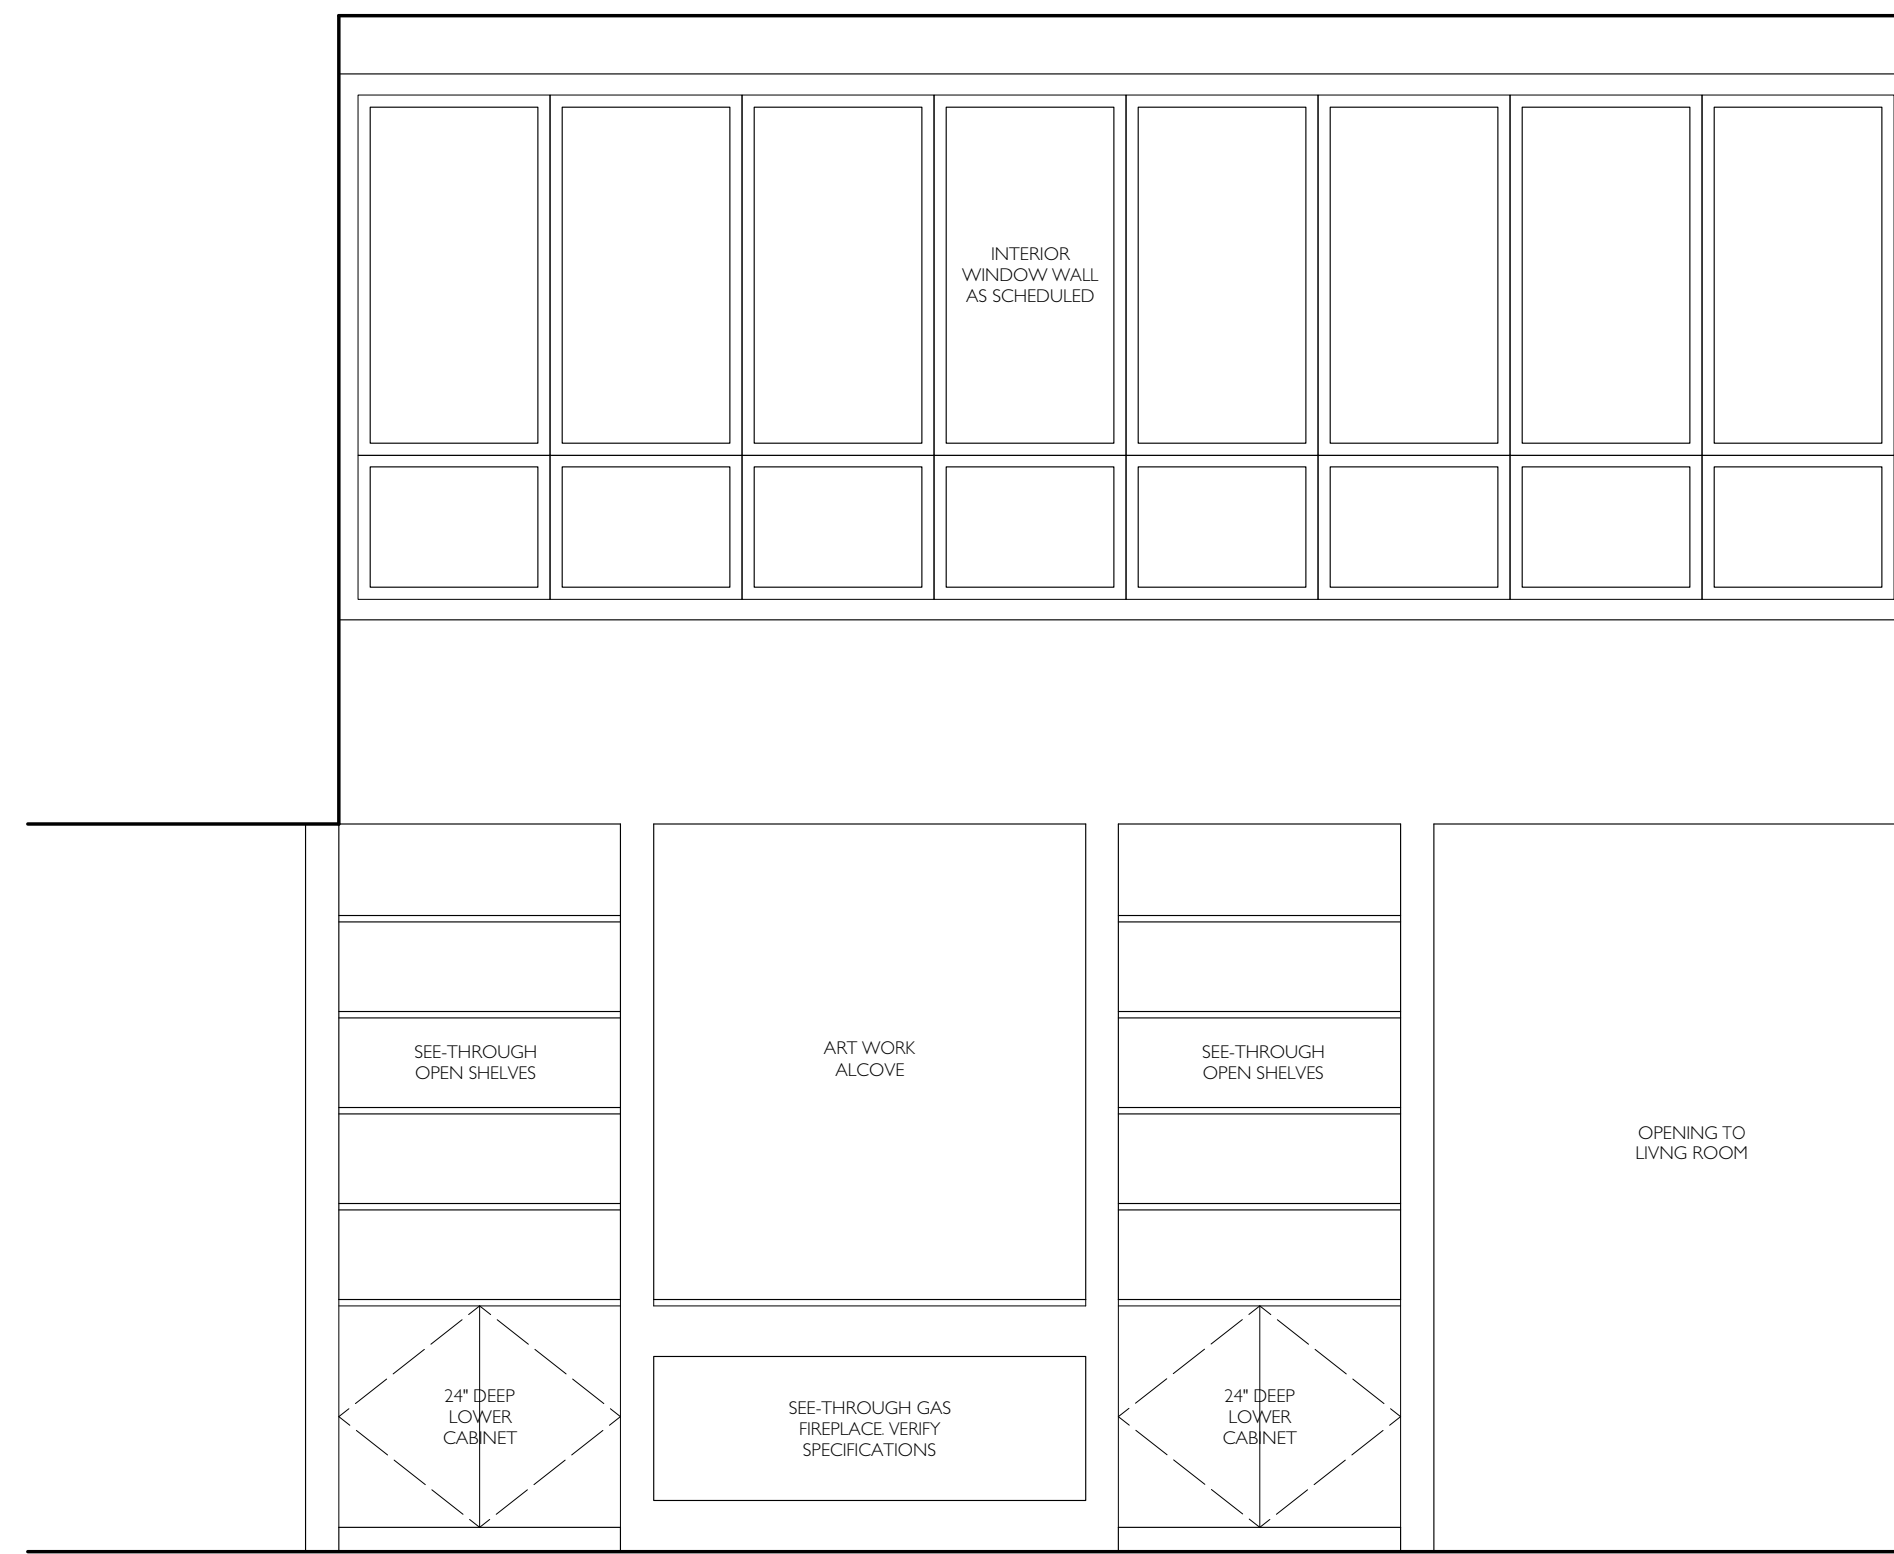 INTERIOR
WINDOW WALL
AS SCHEDULED
SEE-THROUGH
OPEN SHELVES
ART WORK
ALCOVE
SEE-THROUGH
OPEN SHELVES
OPENING TO
LIVNG ROOM
24" DEEP
LOWER
CABINET
SEE-THROUGH GAS
FIREPLACE. VERIFY
SPECIFICATIONS
24" DEEP
LOWER
CABINET